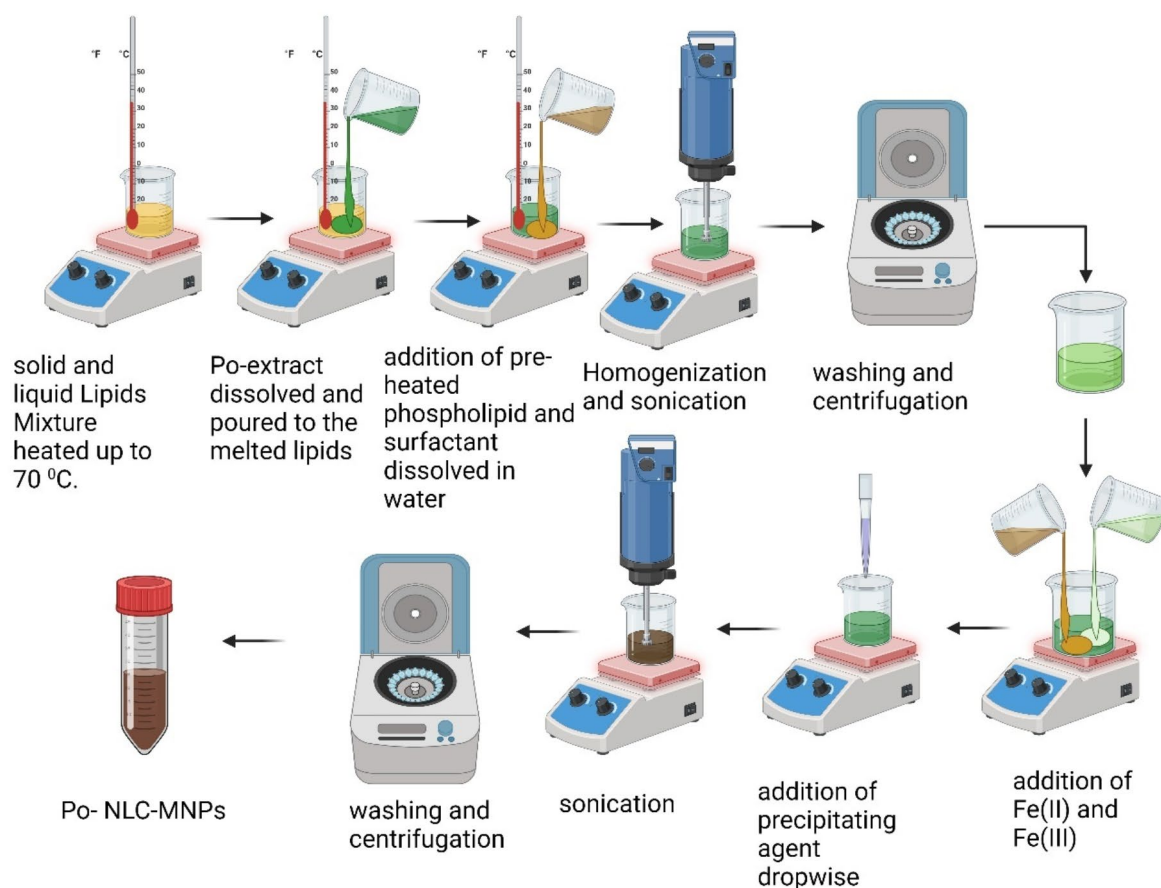 °F °C
50
40
30
20
10
0
10
20
°F °C
50
40
30
20
10
0
10
20
°F °C
50
40
30
20
10
0
10
20
solid and
liquid Lipids
Mixture
heated up to
70 ⁰C.
Po-extract
dissolved and
poured to the
melted lipids
addition of pre-
heated
phospholipid and
surfactant
dissolved in
water
Homogenization
and sonication
washing and
centrifugation
addition of
Fe(II) and
Fe(III)
addition of
precipitating
agent
dropwise
sonication
washing and
centrifugation
Po- NLC-MNPs